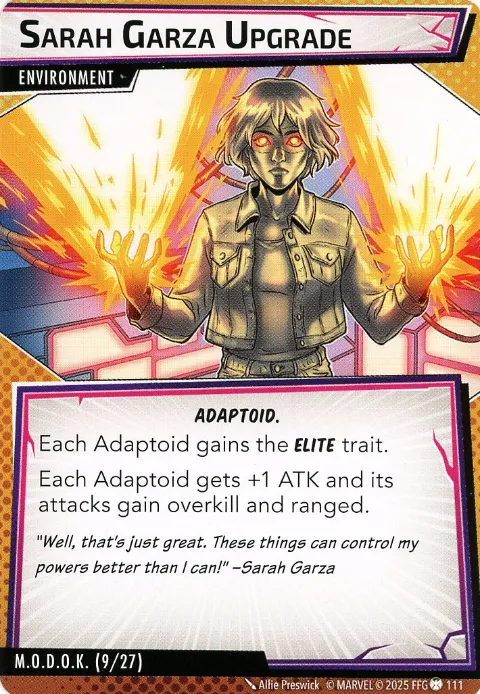 Sarah Garza Upgrade
ENVIRONMENT
ADAPTOID.
Each Adaptoid gains the ELITE trait.
Each Adaptoid gets +1 ATK and its
attacks gain overkill and ranged.
"Well, that's just great. These things can control my
powers better than I can!" –Sarah Garza
M.O.D.O.K. (9/27)
Allie Preswick © MARVEL © 2025 FFG 111